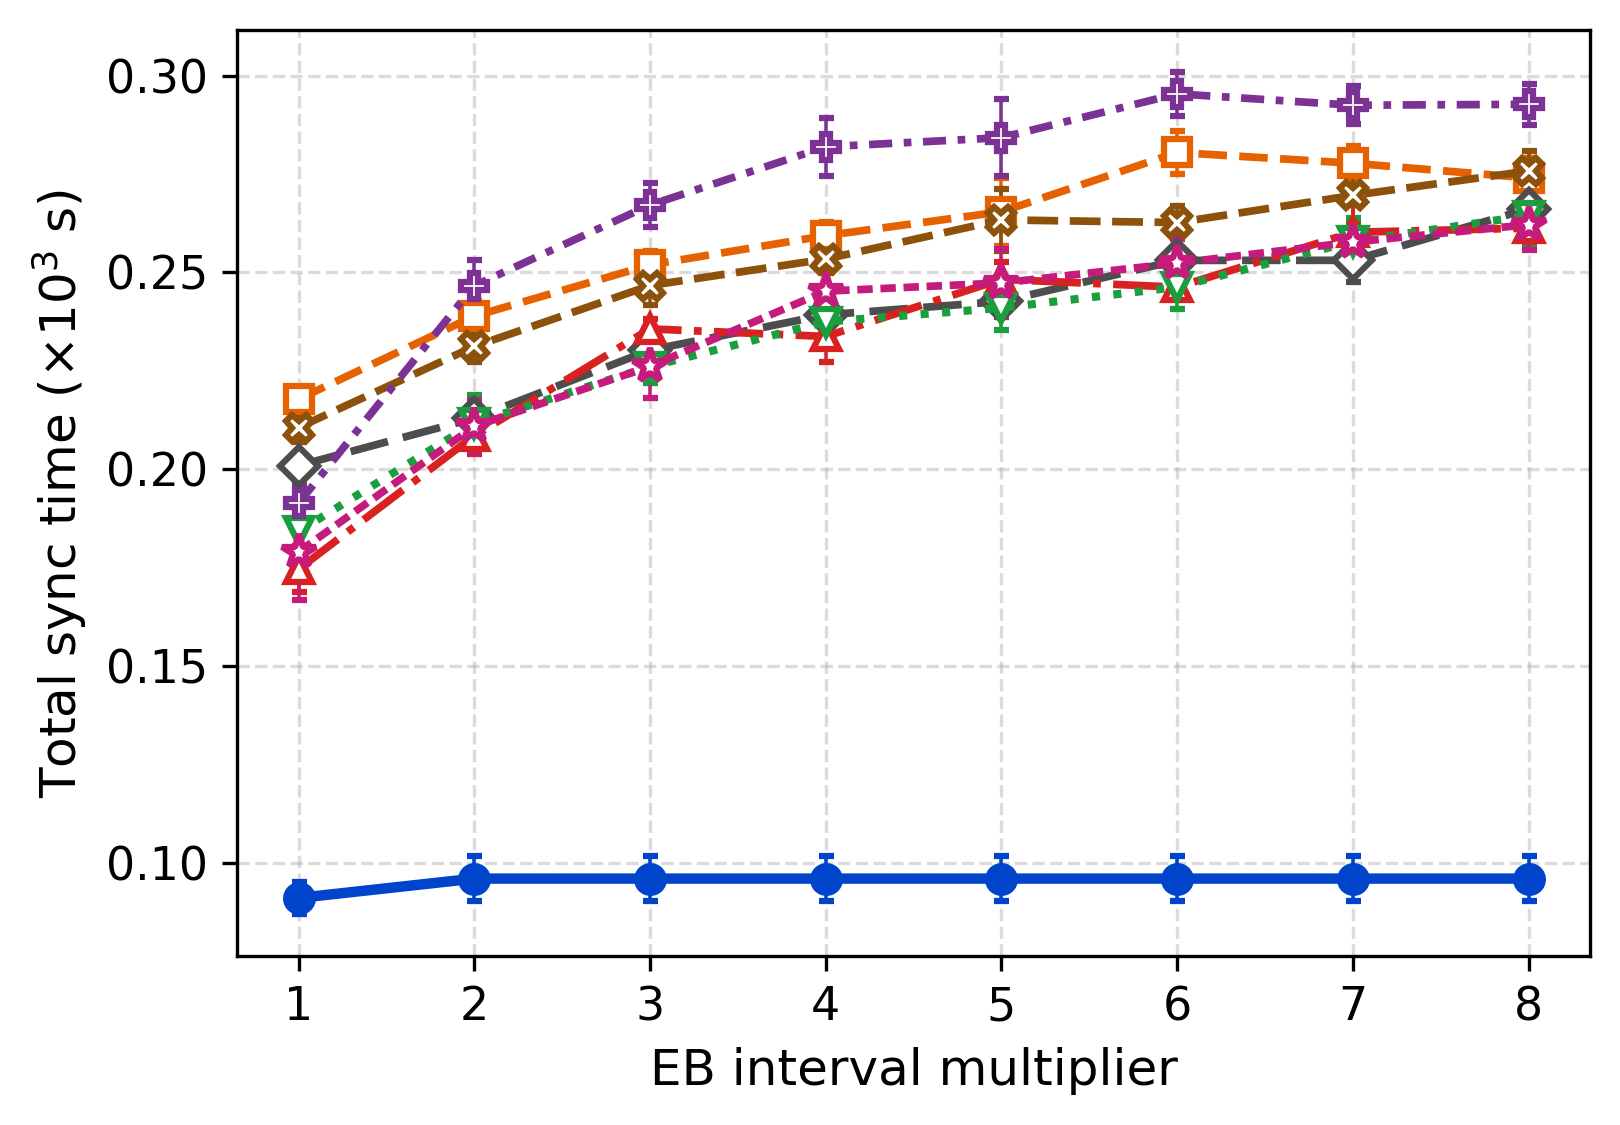 0.30
0.25
0.20
0.15
0.10
Total sync time (×10³ s)
1 2 3 4 5 6 7 8
EB interval multiplier